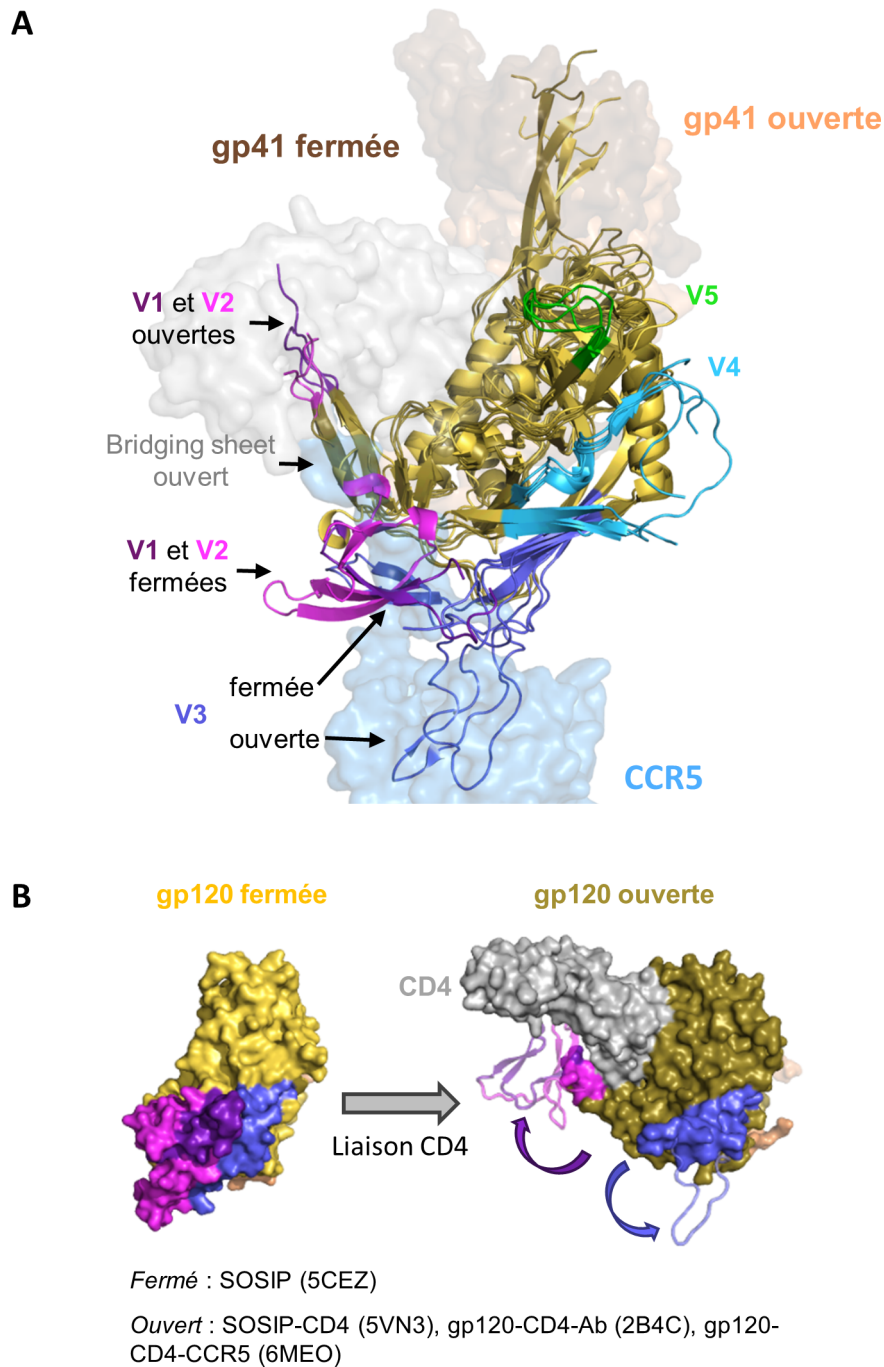 A
gp41 ouverte
gp41 fermée
V1 et V2
ouvertes
V5
V4
Bridging sheet
ouvert
V1 et V2
fermées
fermée
V3
ouverte
CCR5
B
gp120 fermée
gp120 ouverte
CD4
Liaison CD4
Fermé : SOSIP (5CEZ)
Ouvert : SOSIP-CD4 (5VN3), gp120-CD4-Ab (2B4C), gp120-
CD4-CCR5 (6MEO)